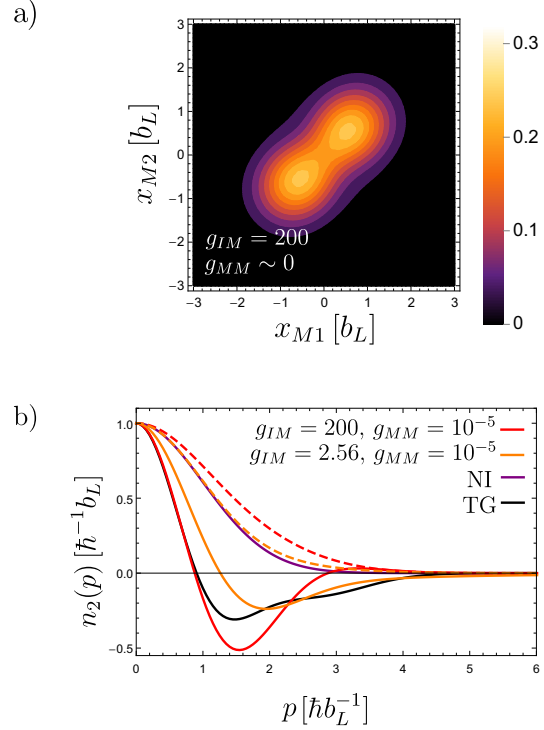 a)
x_{M2} [b_L]
3
2
1
0
−1
−2
−3
g_{IM} = 200
g_{MM} ∼ 0
−3 −2 −1 0 1 2 3
x_{M1} [b_L]
0.3
0.2
0.1
0
b)
n_2(p) [ℏ^{−1}b_L]
1.0
0.5
0.0
−0.5
g_{IM} = 200, g_{MM} = 10^{−5}
g_{IM} = 2.56, g_{MM} = 10^{−5}
NI
TG
0 1 2 3 4 5 6
p [ℏb_L^{−1}]